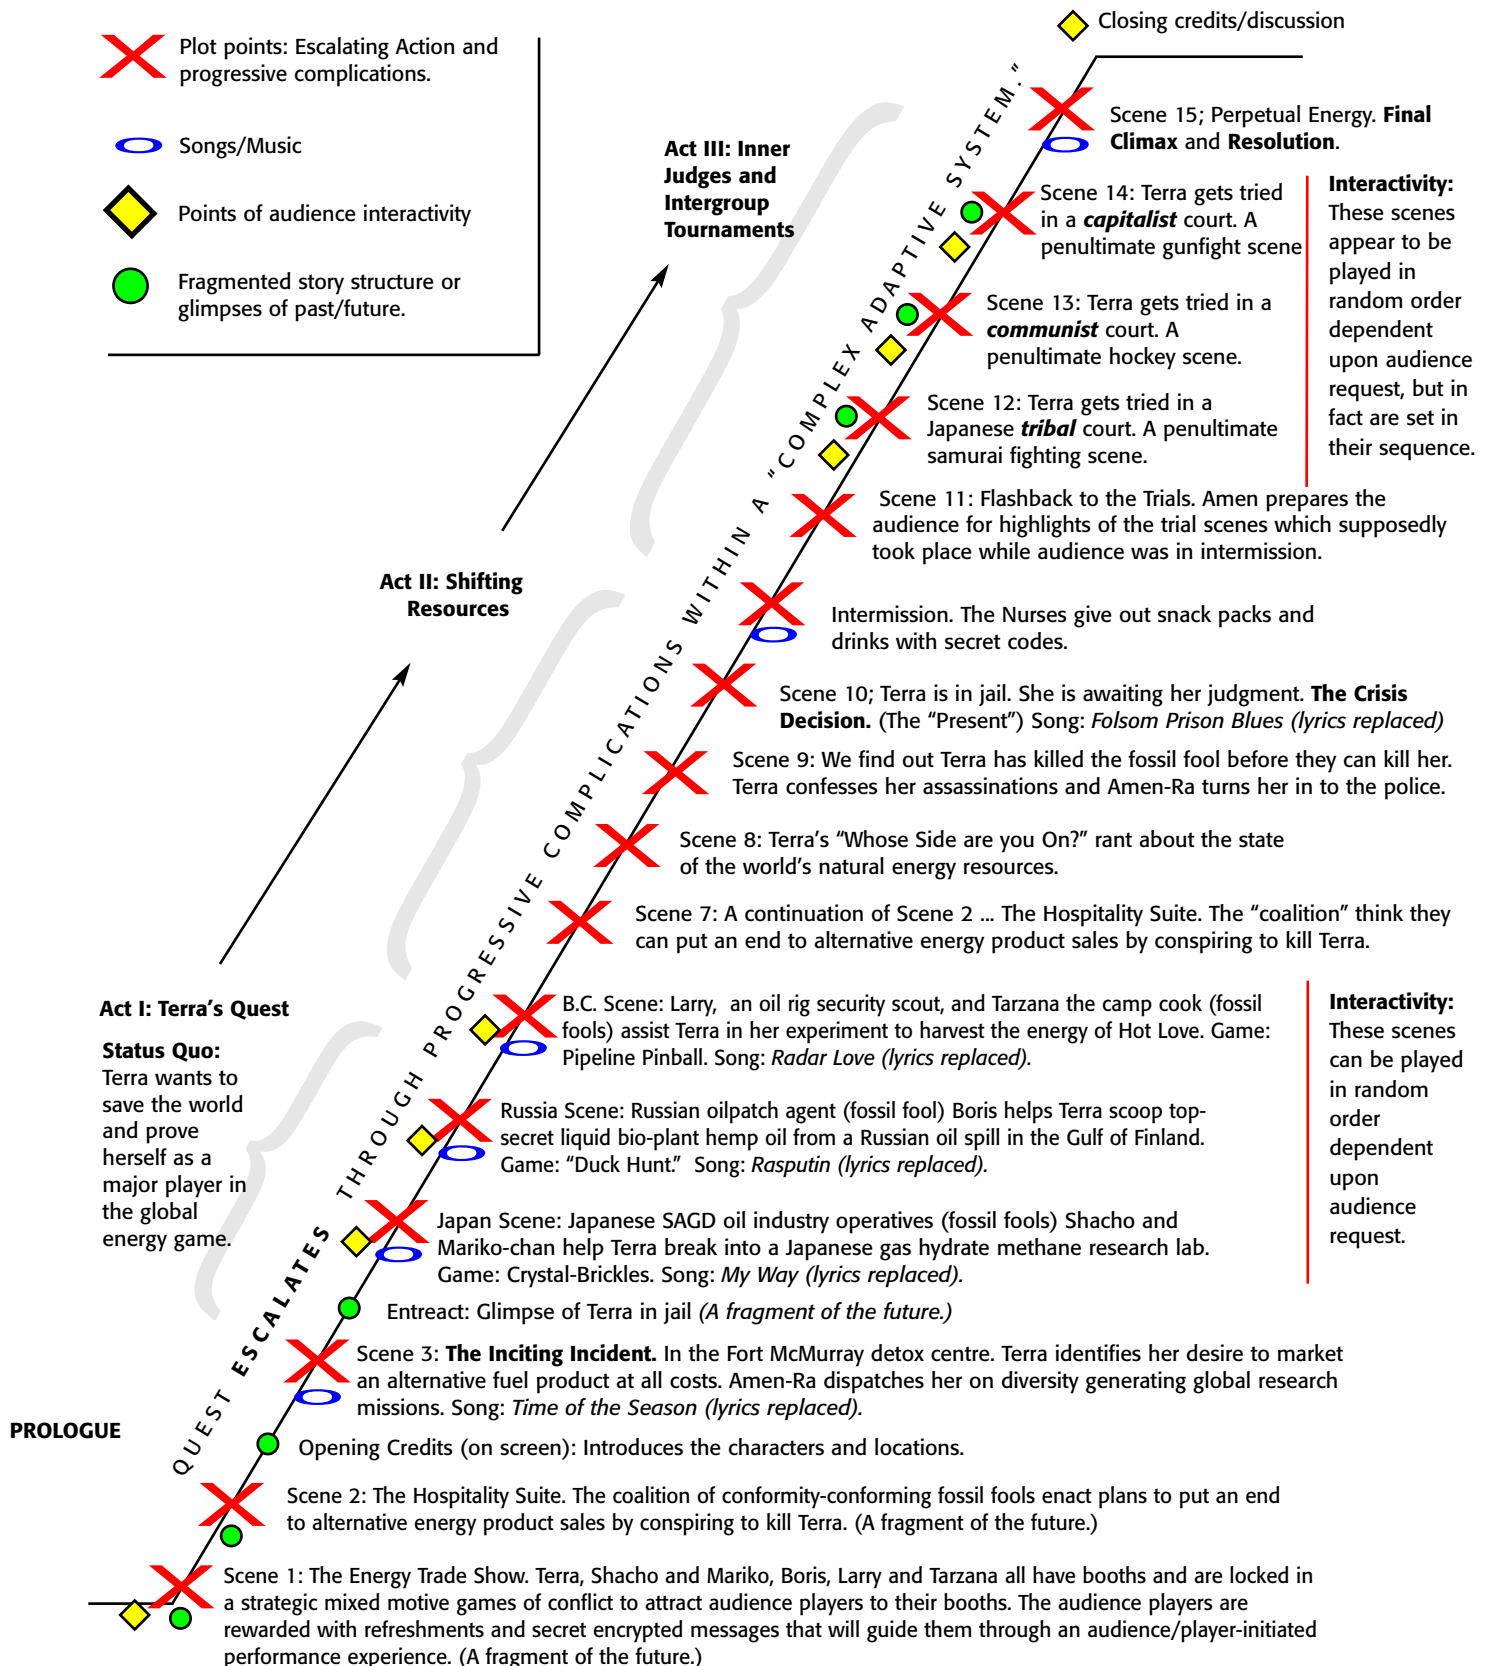 Closing credits/discussion
Plot points: Escalating Action and
progressive complications.
Songs/Music
Points of audience interactivity
Fragmented story structure or
glimpses of past/future.
Act III: Inner
Judges and
Intergroup
Tournaments
Scene 15; Perpetual Energy. Final
Climax and Resolution.
Scene 14: Terra gets tried
in a capitalist court. A
penultimate gunfight scene
Scene 13: Terra gets tried in a
communist court. A
penultimate hockey scene.
Scene 12: Terra gets tried in a
Japanese tribal court. A penultimate
samurai fighting scene.
Interactivity:
These scenes
appear to be
played in
random order
dependent
upon audience
request, but in
fact are set in
their sequence.
Scene 11: Flashback to the Trials. Amen prepares the
audience for highlights of the trial scenes which supposedly
took place while audience was in intermission.
Act II: Shifting
Resources
Intermission. The Nurses give out snack packs and
drinks with secret codes.
Scene 10; Terra is in jail. She is awaiting her judgment. The Crisis
Decision. (The “Present”) Song: Folsom Prison Blues (lyrics replaced)
Scene 9: We find out Terra has killed the fossil fool before they can kill her.
Terra confesses her assassinations and Amen-Ra turns her in to the police.
Scene 8: Terra’s “Whose Side are you On?” rant about the state
of the world’s natural energy resources.
Scene 7: A continuation of Scene 2 ... The Hospitality Suite. The “coalition” think they
can put an end to alternative energy product sales by conspiring to kill Terra.
Act I: Terra’s Quest
Status Quo:
Terra wants to
save the world
and prove
herself as a
major player in
the global
energy game.
B.C. Scene: Larry, an oil rig security scout, and Tarzana the camp cook (fossil
fools) assist Terra in her experiment to harvest the energy of Hot Love. Game:
Pipeline Pinball. Song: Radar Love (lyrics replaced).
Russia Scene: Russian oilpatch agent (fossil fool) Boris helps Terra scoop top-
secret liquid bio-plant hemp oil from a Russian oil spill in the Gulf of Finland.
Game: “Duck Hunt.” Song: Rasputin (lyrics replaced).
Japan Scene: Japanese SAGD oil industry operatives (fossil fools) Shacho and
Mariko-chan help Terra break into a Japanese gas hydrate methane research lab.
Game: Crystal-Brickles. Song: My Way (lyrics replaced).
Interactivity:
These scenes
can be played
in random
order
dependent
upon
audience
request.
Entreact: Glimpse of Terra in jail (A fragment of the future.)
Scene 3: The Inciting Incident. In the Fort McMurray detox centre. Terra identifies her desire to market
an alternative fuel product at all costs. Amen-Ra dispatches her on diversity generating global research
missions. Song: Time of the Season (lyrics replaced).
PROLOGUE
Opening Credits (on screen): Introduces the characters and locations.
Scene 2: The Hospitality Suite. The coalition of conformity-conforming fossil fools enact plans to put an end
to alternative energy product sales by conspiring to kill Terra. (A fragment of the future.)
Scene 1: The Energy Trade Show. Terra, Shacho and Mariko, Boris, Larry and Tarzana all have booths and are locked in
a strategic mixed motive games of conflict to attract audience players to their booths. The audience players are
rewarded with refreshments and secret encrypted messages that will guide them through an audience/player-initiated
performance experience. (A fragment of the future.)
QUEST ESCALATES THROUGH PROGRESSIVE COMPLICATIONS WITHIN A “COMPLEX ADAPTIVE SYSTEM.”